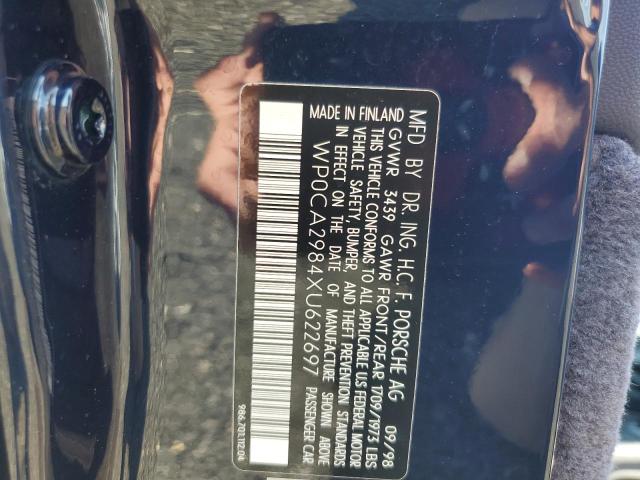 MFD BY DR. ING. H.C. F. PORSCHE AG 09/98
GVWR 3439 GAWR FRONT/REAR 1709/1973 LBS
THIS VEHICLE CONFORMS TO ALL APPLICABLE US FEDERAL MOTOR
VEHICLE SAFETY, BUMPER, AND THEFT PREVENTION STANDARDS
IN EFFECT ON THE DATE OF MANUFACTURE SHOWN ABOVE
MADE IN FINLAND WP0CA2984XU622697 PASSENGER CAR
986.701.112.04